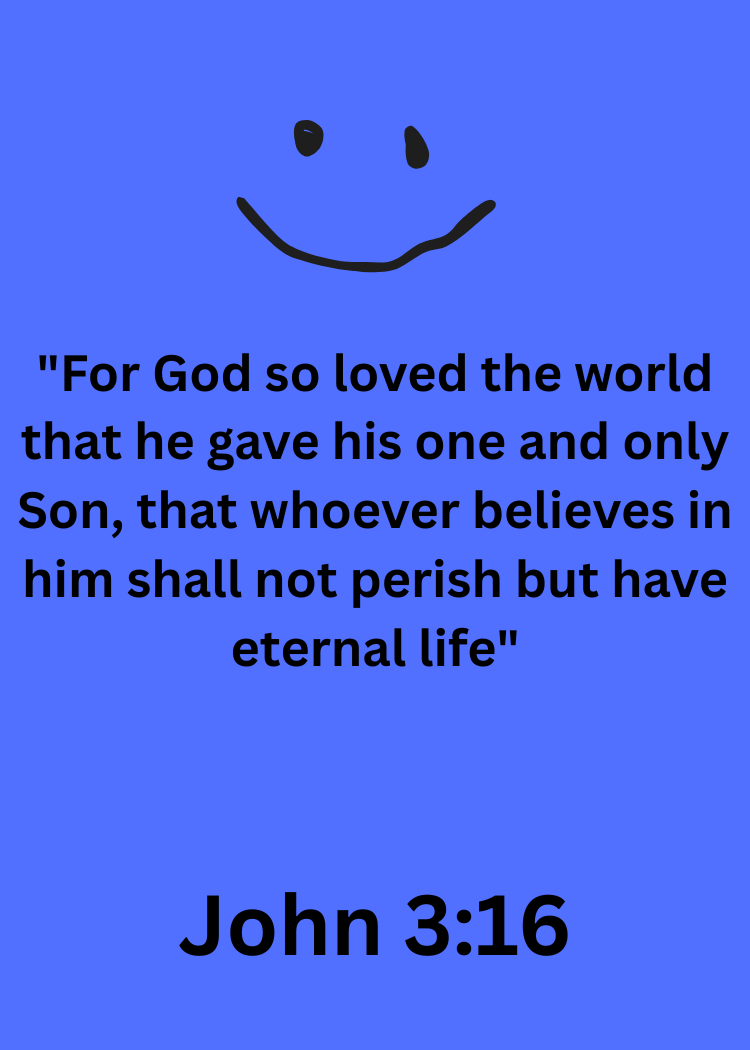 "For God so loved the world
that he gave his one and only
Son, that whoever believes in
him shall not perish but have
eternal life"
John 3:16